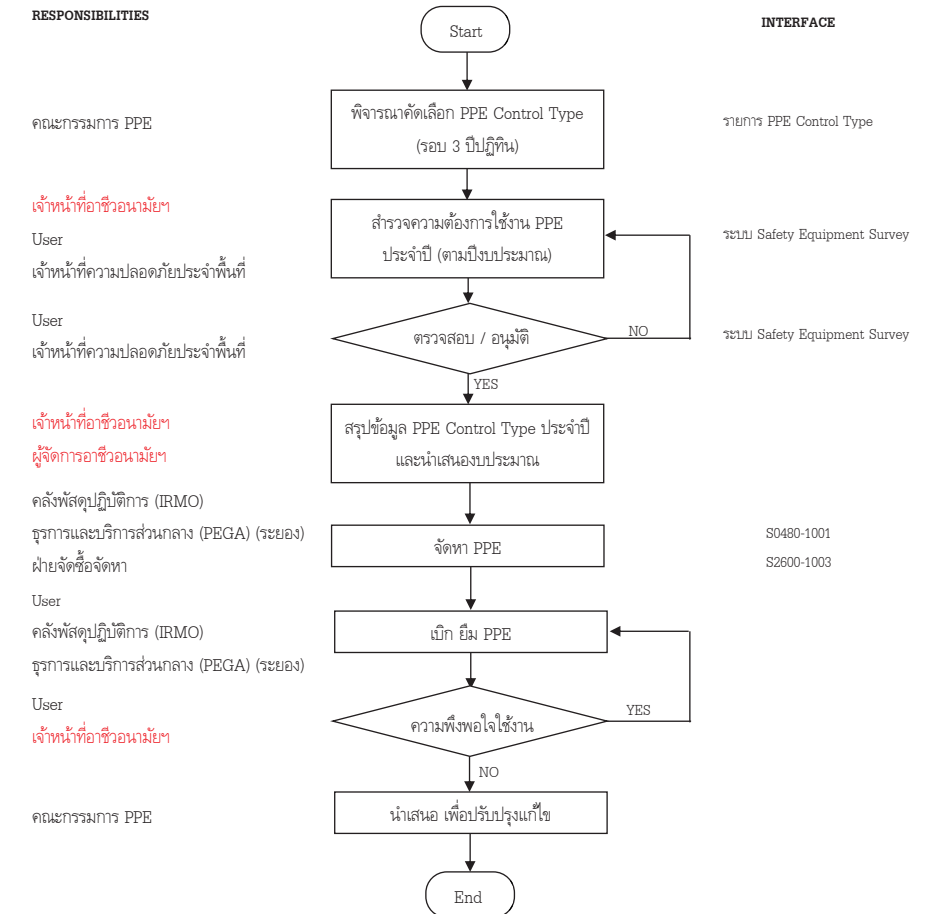 RESPONSIBILITIES
INTERFACE
Start
คณะกรรมการ PPE
พิจารณาคัดเลือก PPE Control Type
(รอบ 3 ปีปฏิทิน)
รายการ PPE Control Type
เจ้าหน้าที่อาชีวอนามัยฯ
User
เจ้าหน้าที่ความปลอดภัยประจำพื้นที่
สำรวจความต้องการใช้งาน PPE
ประจำปี (ตามปีงบประมาณ)
ระบบ Safety Equipment Survey
User
เจ้าหน้าที่ความปลอดภัยประจำพื้นที่
ตรวจสอบ / อนุมัติ
NO
ระบบ Safety Equipment Survey
YES
เจ้าหน้าที่อาชีวอนามัยฯ
ผู้จัดการอาชีวอนามัยฯ
สรุปข้อมูล PPE Control Type ประจำปี
และนำเสนองบประมาณ
คลังพัสดุปฏิบัติการ (IRMO)
ธุรการและบริการส่วนกลาง (PEGA) (ระยอง)
ฝ่ายจัดซื้อจัดหา
จัดหา PPE
S0480-1001
S2600-1003
User
คลังพัสดุปฏิบัติการ (IRMO)
ธุรการและบริการส่วนกลาง (PEGA) (ระยอง)
เบิก ยืม PPE
User
เจ้าหน้าที่อาชีวอนามัยฯ
ความพึงพอใจใช้งาน
YES
NO
คณะกรรมการ PPE
นำเสนอ เพื่อปรับปรุงแก้ไข
End